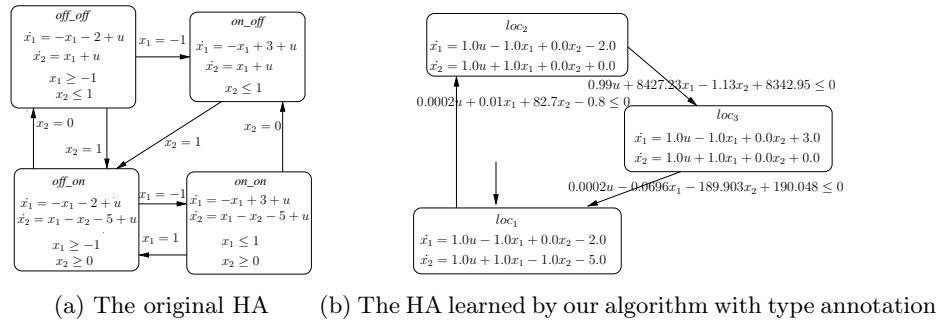 off_off
ẋ₁ = −x₁ − 2 + u
ẋ₂ = x₁ + u
x₁ ≥ −1
x₂ ≤ 1
x₁ = −1
on_off
ẋ₁ = −x₁ + 3 + u
ẋ₂ = x₁ + u
x₂ ≤ 1
x₂ = 0
x₂ = 1
x₂ = 1
x₂ = 0
off_on
ẋ₁ = −x₁ − 2 + u
ẋ₂ = x₁ − x₂ − 5 + u
x₁ ≥ −1
x₂ ≥ 0
x₁ = −1
x₁ = 1
on_on
ẋ₁ = −x₁ + 3 + u
ẋ₂ = x₁ − x₂ − 5 + u
x₁ ≤ 1
x₂ ≥ 0
(a) The original HA
loc₂
ẋ₁ = 1.0u − 1.0x₁ + 0.0x₂ − 2.0
ẋ₂ = 1.0u + 1.0x₁ + 0.0x₂ + 0.0
0.99u + 8427.23x₁ − 1.13x₂ + 8342.95 ≤ 0
0.0002u + 0.01x₁ + 82.7x₂ − 0.8 ≤ 0
loc₃
ẋ₁ = 1.0u − 1.0x₁ + 0.0x₂ + 3.0
ẋ₂ = 1.0u + 1.0x₁ + 0.0x₂ + 0.0
0.0002u − 0.0696x₁ − 189.903x₂ + 190.048 ≤ 0
loc₁
ẋ₁ = 1.0u − 1.0x₁ + 0.0x₂ − 2.0
ẋ₂ = 1.0u + 1.0x₁ − 1.0x₂ − 5.0
(b) The HA learned by our algorithm with type annotation